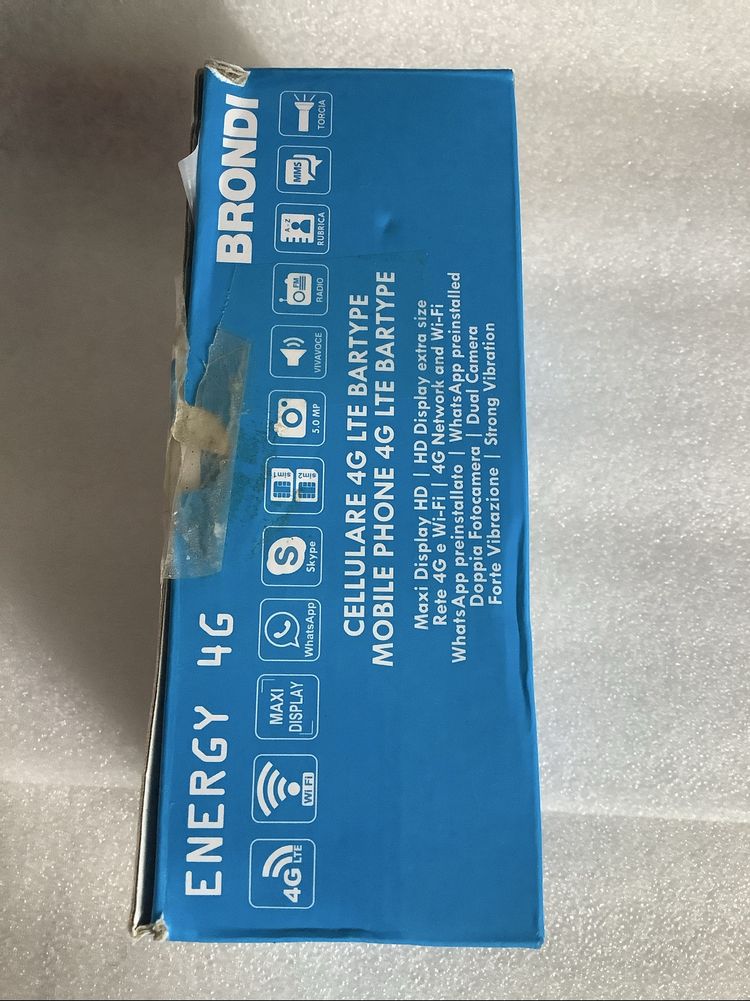 ENERGY 4G
BRONDI
4G LTE
Wi Fi
MAXI
DISPLAY
WhatsApp
S
Skype
sim1
sim2
5.0 MP
VIVAVOCE
FM
RADIO
A-Z
RUBRICA
MMS
TORCIA
CELLULARE 4G LTE BARTYPE
MOBILE PHONE 4G LTE BARTYPE
Maxi Display HD | HD Display extra size
Rete 4G e Wi-Fi | 4G Network and Wi-Fi
WhatsApp preinstallato | WhatsApp preinstalled
Doppia Fotocamera | Dual Camera
Forte Vibrazione | Strong Vibration